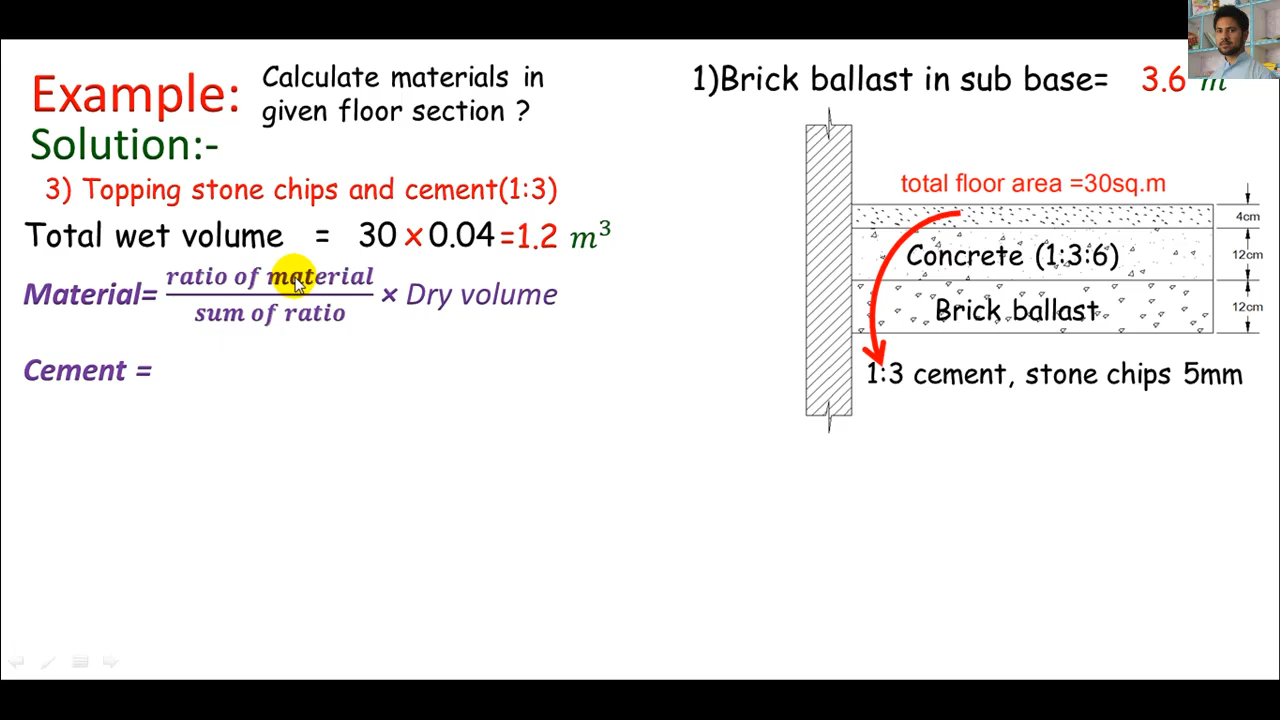 Example:
Calculate materials in
given floor section ?
Solution:-
3) Topping stone chips and cement(1:3)
Total wet volume = 30 × 0.04 =1.2 m³
Material= ratio of material / sum of ratio × Dry volume
Cement =
1)Brick ballast in sub base= 3.6 m
total floor area =30sq.m
4cm
Concrete (1:3:6)
12cm
Brick ballast
12cm
1:3 cement, stone chips 5mm